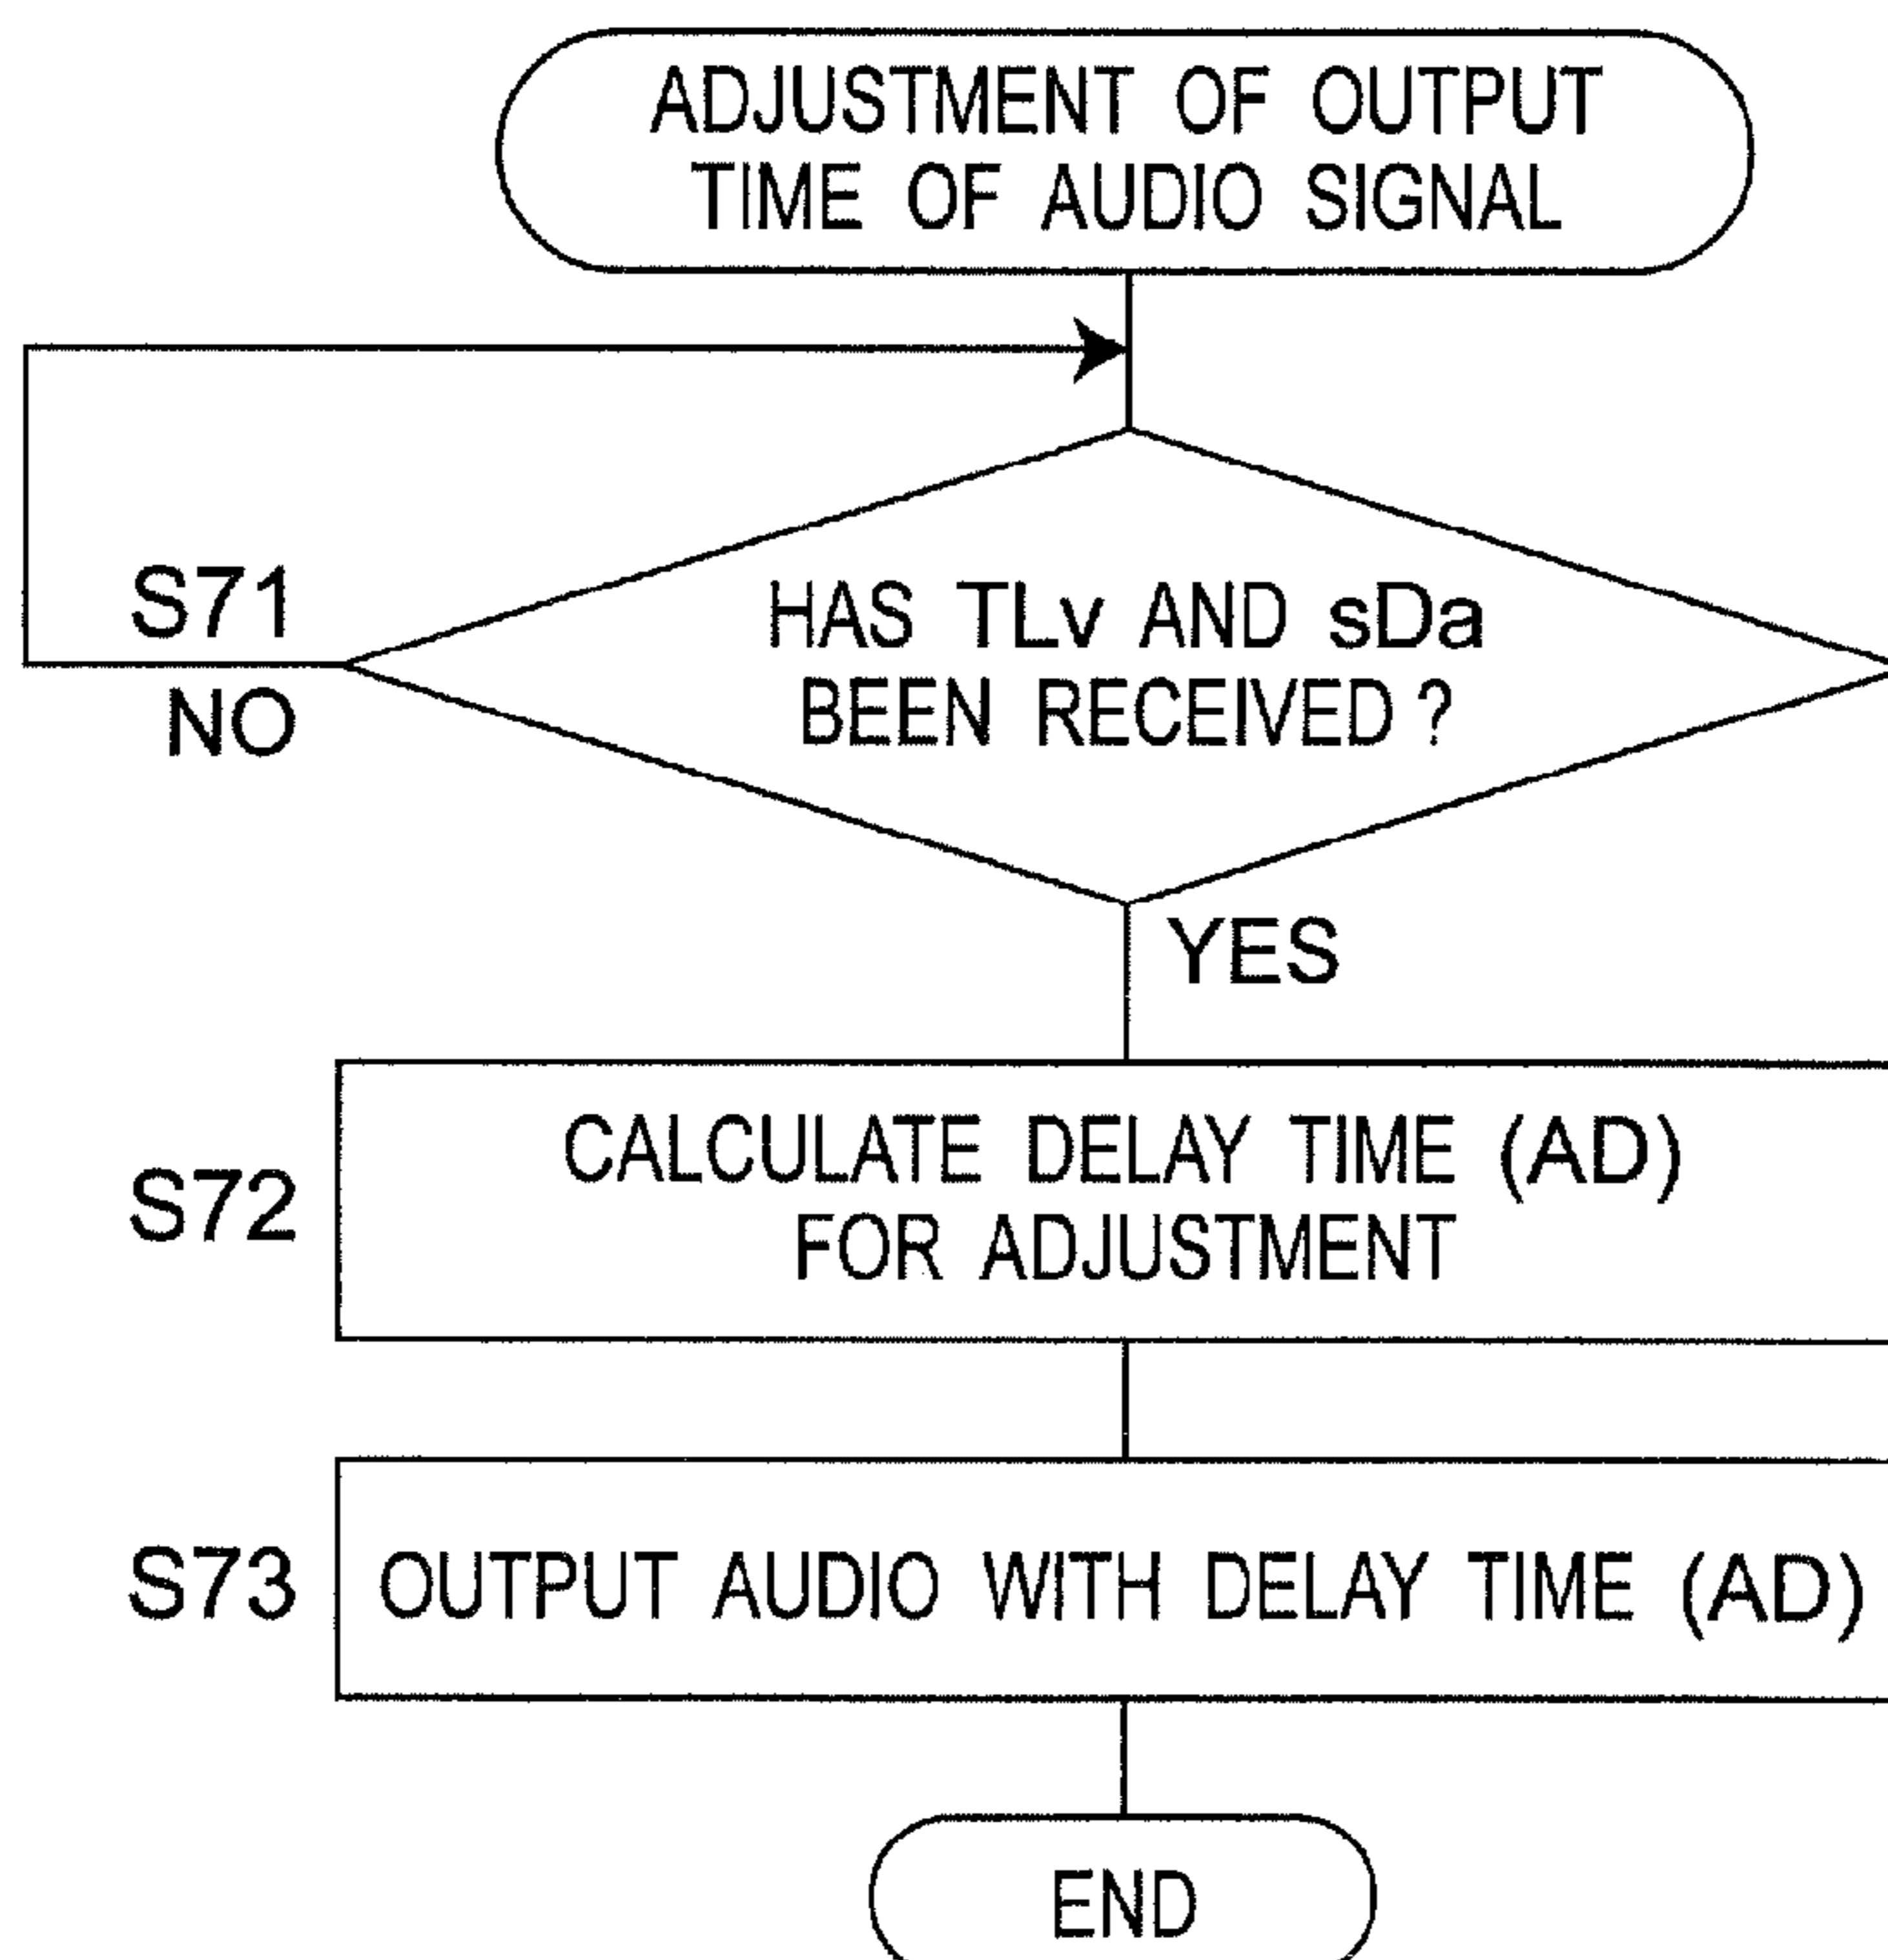 ADJUSTMENT OF OUTPUT
TIME OF AUDIO SIGNAL
S71
HAS TLv AND sDa
BEEN RECEIVED ?
NO
YES
S72
CALCULATE DELAY TIME (AD)
FOR ADJUSTMENT
S73
OUTPUT AUDIO WITH DELAY TIME (AD)
END